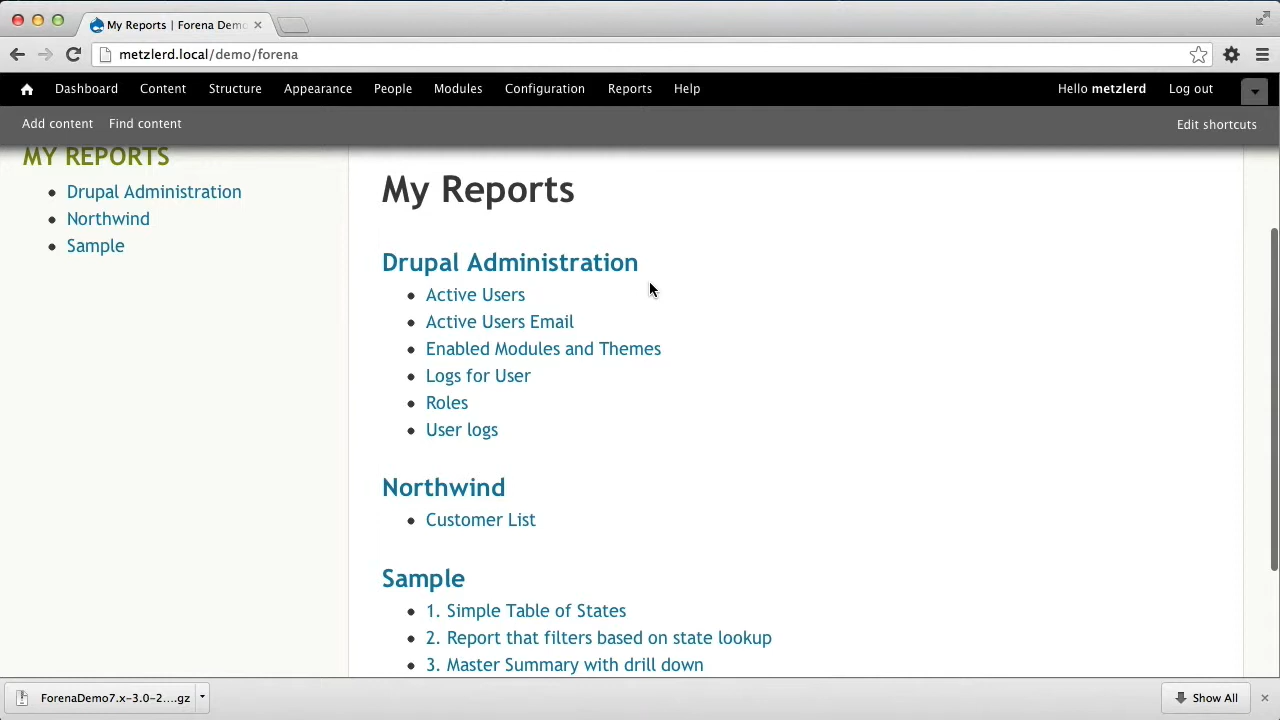 My Reports | Forena Demo
metzlerd.local/demo/forena
Dashboard Content Structure Appearance People Modules Configuration Reports Help Hello metzlerd Log out
Add content Find content Edit shortcuts
MY REPORTS
Drupal Administration
Northwind
Sample
My Reports
Drupal Administration
Active Users
Active Users Email
Enabled Modules and Themes
Logs for User
Roles
User logs
Northwind
Customer List
Sample
1. Simple Table of States
2. Report that filters based on state lookup
3. Master Summary with drill down
ForenaDemo7.x-3.0-2....gz Show All